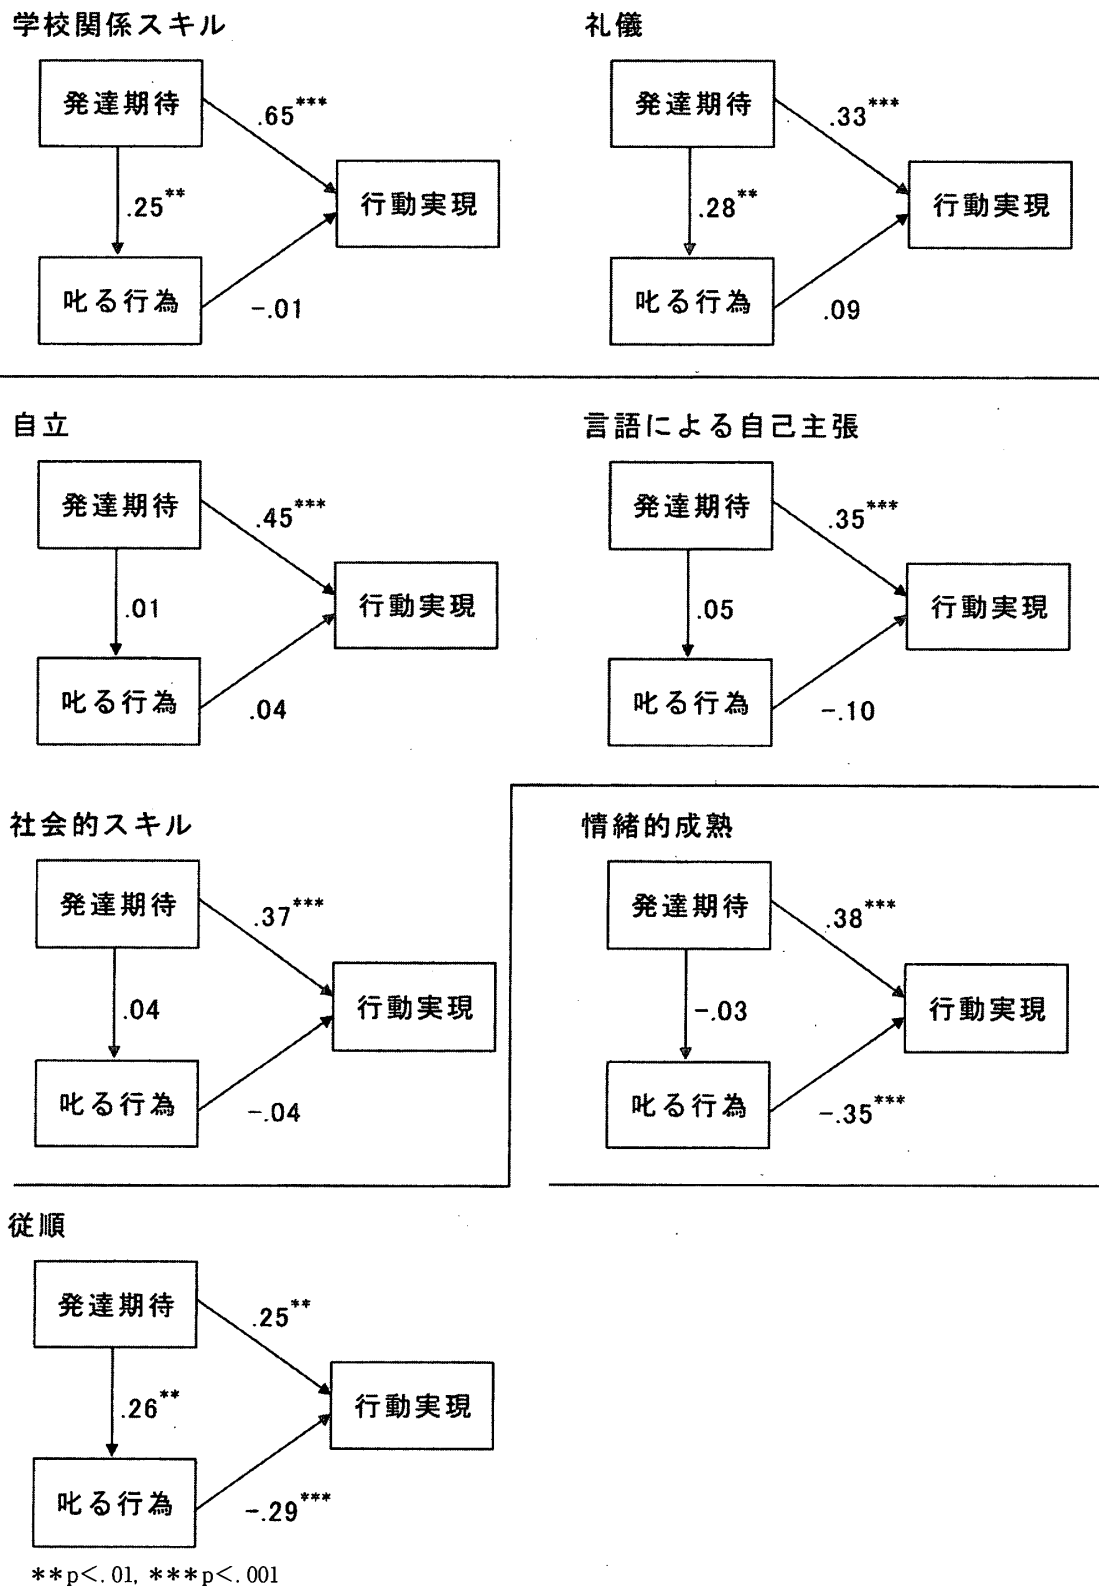 学校関係スキル
発達期待
.65***
行動実現
.25**
叱る行為
-.01
礼儀
発達期待
.33***
行動実現
.28**
叱る行為
.09
自立
発達期待
.45***
行動実現
.01
叱る行為
.04
言語による自己主張
発達期待
.35***
行動実現
.05
叱る行為
-.10
社会的スキル
発達期待
.37***
行動実現
.04
叱る行為
-.04
情緒的成熟
発達期待
.38***
行動実現
-.03
叱る行為
-.35***
従順
発達期待
.25**
行動実現
.26**
叱る行為
-.29***
**p<.01, ***p<.001